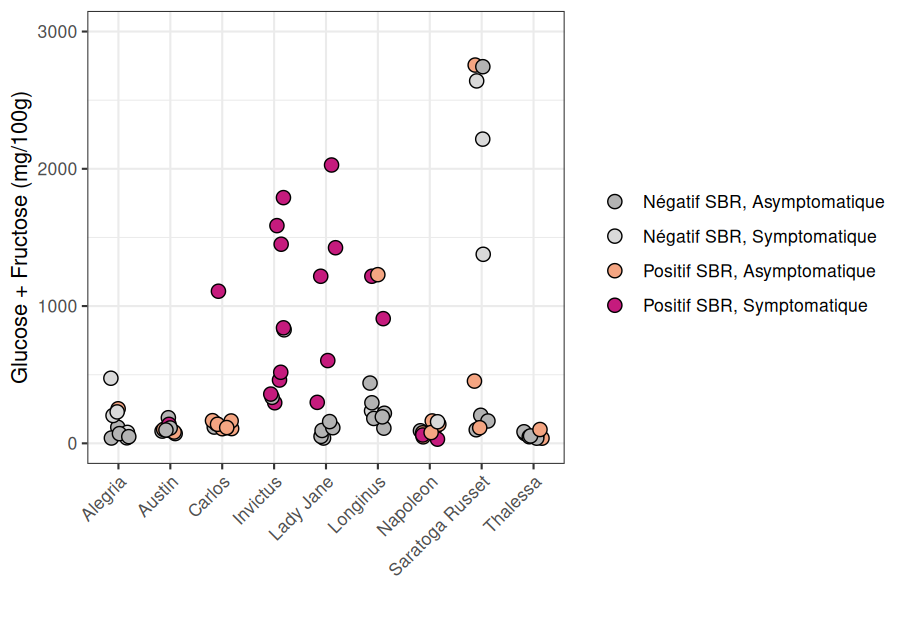 Glucose + Fructose (mg/100g)
3000
2000
1000
0
Alegria
Austin
Carlos
Invictus
Lady Jane
Longinus
Napoleon
Saratoga Russet
Thalessa
Négatif SBR, Asymptomatique
Négatif SBR, Symptomatique
Positif SBR, Asymptomatique
Positif SBR, Symptomatique